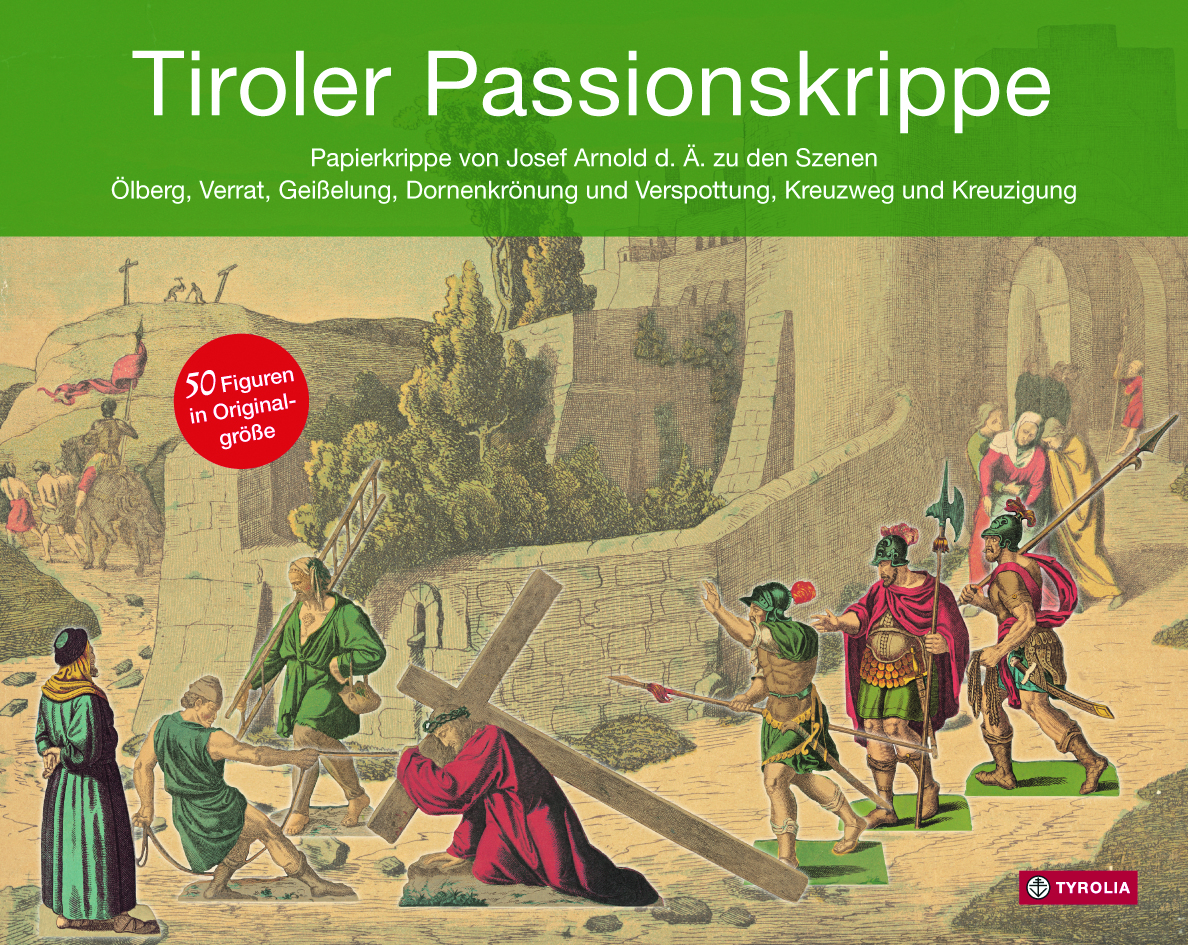 Tiroler Passionskrippe
Papierkrippe von Josef Arnold d. Ä. zu den Szenen
Ölberg, Verrat, Geißelung, Dornenkrönung und Verspottung, Kreuzweg und Kreuzigung
50 Figuren
in Original-
größe
TYROLIA